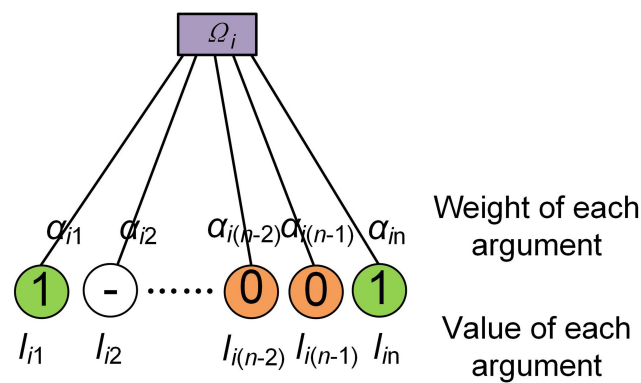 Ωi
αi1 αi2 αi(n-2) αi(n-1) αin
Weight of each
argument
1 - ...... 0 0 1
Ii1 Ii2 Ii(n-2) Ii(n-1) Iin
Value of each
argument